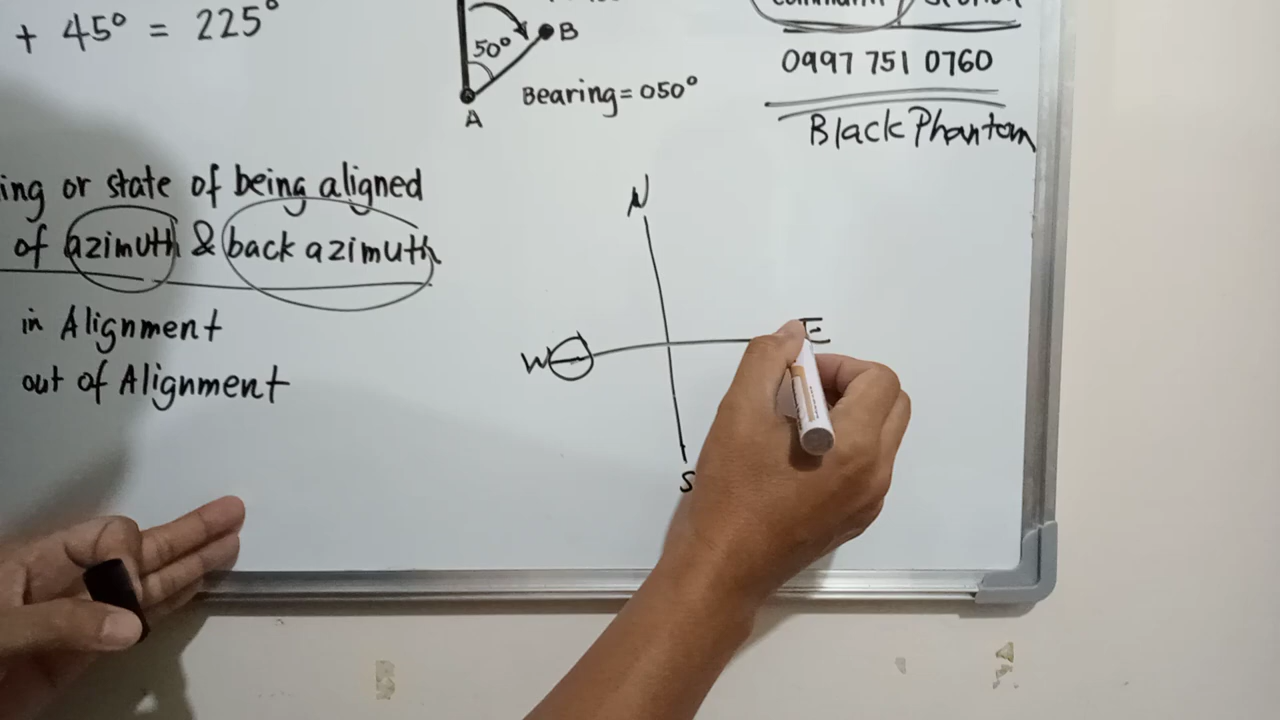 + 45° = 225°
50°
B
A
Bearing = 050°
0997 751 0760
Black Phantom
ing or state of being aligned
of azimuth & back azimuth
in Alignment
out of Alignment
N
W
E
S